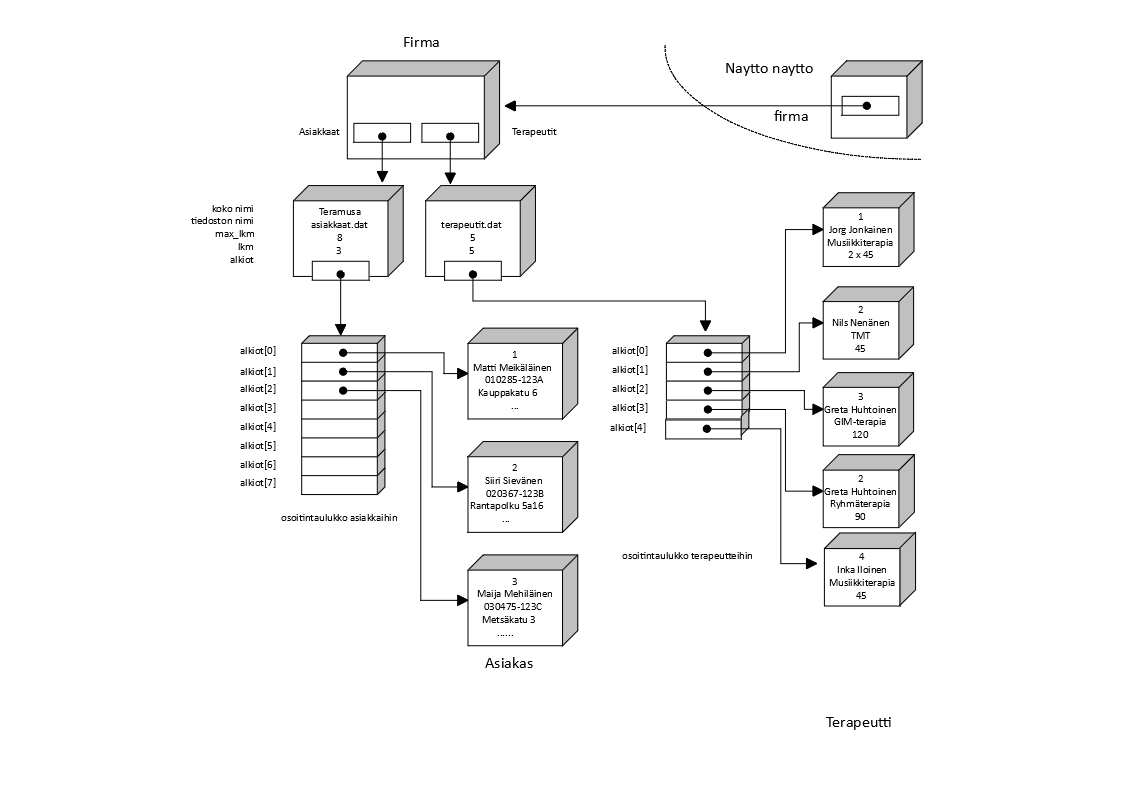 Firma
Naytto naytto
firma
Asiakkaat
Terapeutit
koko nimi
tiedoston nimi
max_lkm
lkm
alkiot
Teramusa
asiakkaat.dat
8
3
terapeutit.dat
5
5
alkiot[0]
alkiot[1]
alkiot[2]
alkiot[3]
alkiot[4]
alkiot[5]
alkiot[6]
alkiot[7]
osoitintaulukko asiakkaihin
1
Matti Meikäläinen
010285-123A
Kauppakatu 6
...
2
Siiri Sievänen
020367-123B
Rantapolku 5a16
...
3
Maija Mehiläinen
030475-123C
Metsäkatu 3
......
Asiakas
alkiot[0]
alkiot[1]
alkiot[2]
alkiot[3]
alkiot[4]
osoitintaulukko terapeutteihin
1
Jorg Jonkainen
Musiikkiterapia
2 x 45
2
Nils Nenänen
TMT
45
3
Greta Huhtoinen
GIM-terapia
120
2
Greta Huhtoinen
Ryhmäterapia
90
4
Inka Iloinen
Musiikkiterapia
45
Terapeutti